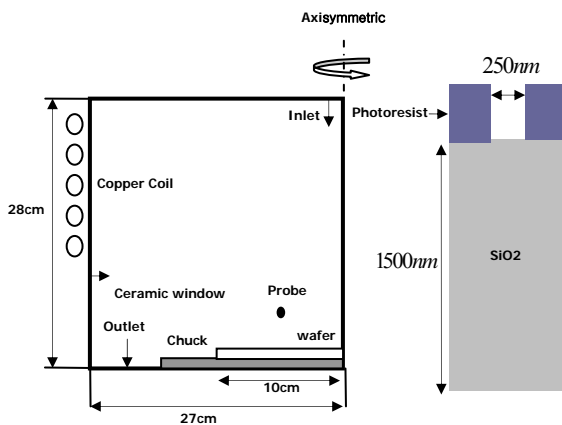 Axisymmetric
250nm
Inlet
Photoresist
Copper Coil
28cm
1500nm
SiO2
Ceramic window
Probe
Outlet
Chuck
wafer
10cm
27cm